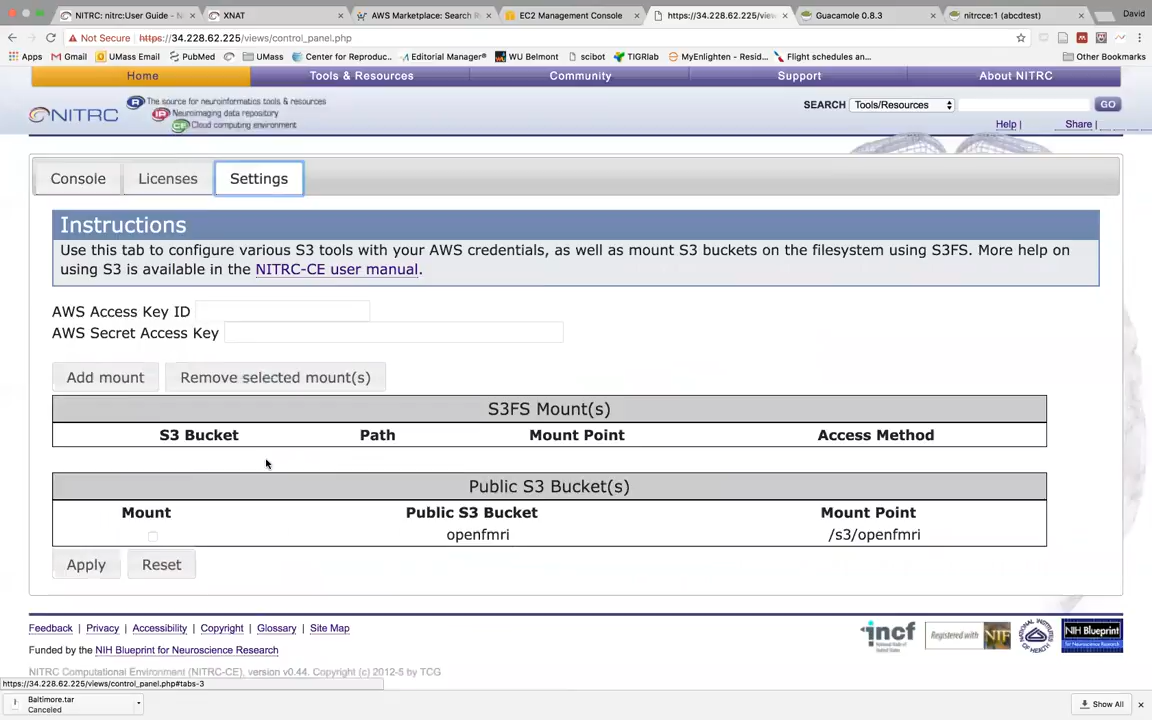 NITRC: nitrc:User Guide -
XNAT
AWS Marketplace: Search R
EC2 Management Console
https://34.228.62.225/view
Guacamole 0.8.3
nitrcce:1 (abcdtest)
David
Not Secure https://34.228.62.225/views/control_panel.php
Apps Gmail UMass Email PubMed UMass Center for Reproduc.. Editorial Manager® WU Belmont scibot TIGRlab MyEnlighten - Resid... Flight schedules an... Other Bookmarks
Home Tools & Resources Community Support About NITRC
NITRC
The source for neuroinformatics tools & resources
Neuroimaging data repository
Cloud computing environment
SEARCH Tools/Resources GO
Help | Share |
Console Licenses Settings
Instructions
Use this tab to configure various S3 tools with your AWS credentials, as well as mount S3 buckets on the filesystem using S3FS. More help on
using S3 is available in the NITRC-CE user manual.
AWS Access Key ID
AWS Secret Access Key
Add mount Remove selected mount(s)
S3FS Mount(s)
S3 Bucket Path Mount Point Access Method
Public S3 Bucket(s)
Mount Public S3 Bucket Mount Point
openfmri /s3/openfmri
Apply Reset
Feedback | Privacy | Accessibility | Copyright | Glossary | Site Map
Funded by the NIH Blueprint for Neuroscience Research
NITRC Computational Environment (NITRC-CE), version v0.44. Copyright (c) 2012-5 by TCG
incf
Registered with NIF
NIH Blueprint
https://34.228.62.225/views/control_panel.php#tabs-3
Baltimore.tar
Canceled
Show All